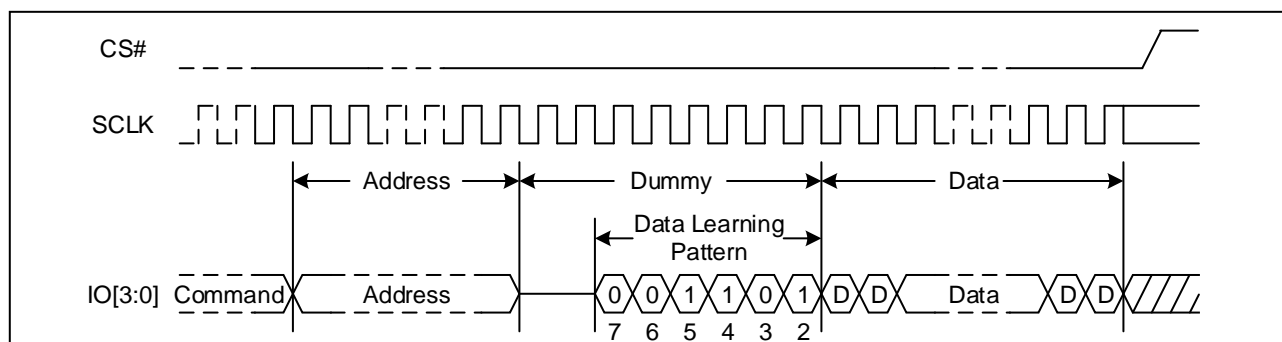 CS#
SCLK
Address Dummy Data
Data Learning
Pattern
IO[3:0] Command Address 0 0 1 1 0 1 D D Data D D
7 6 5 4 3 2